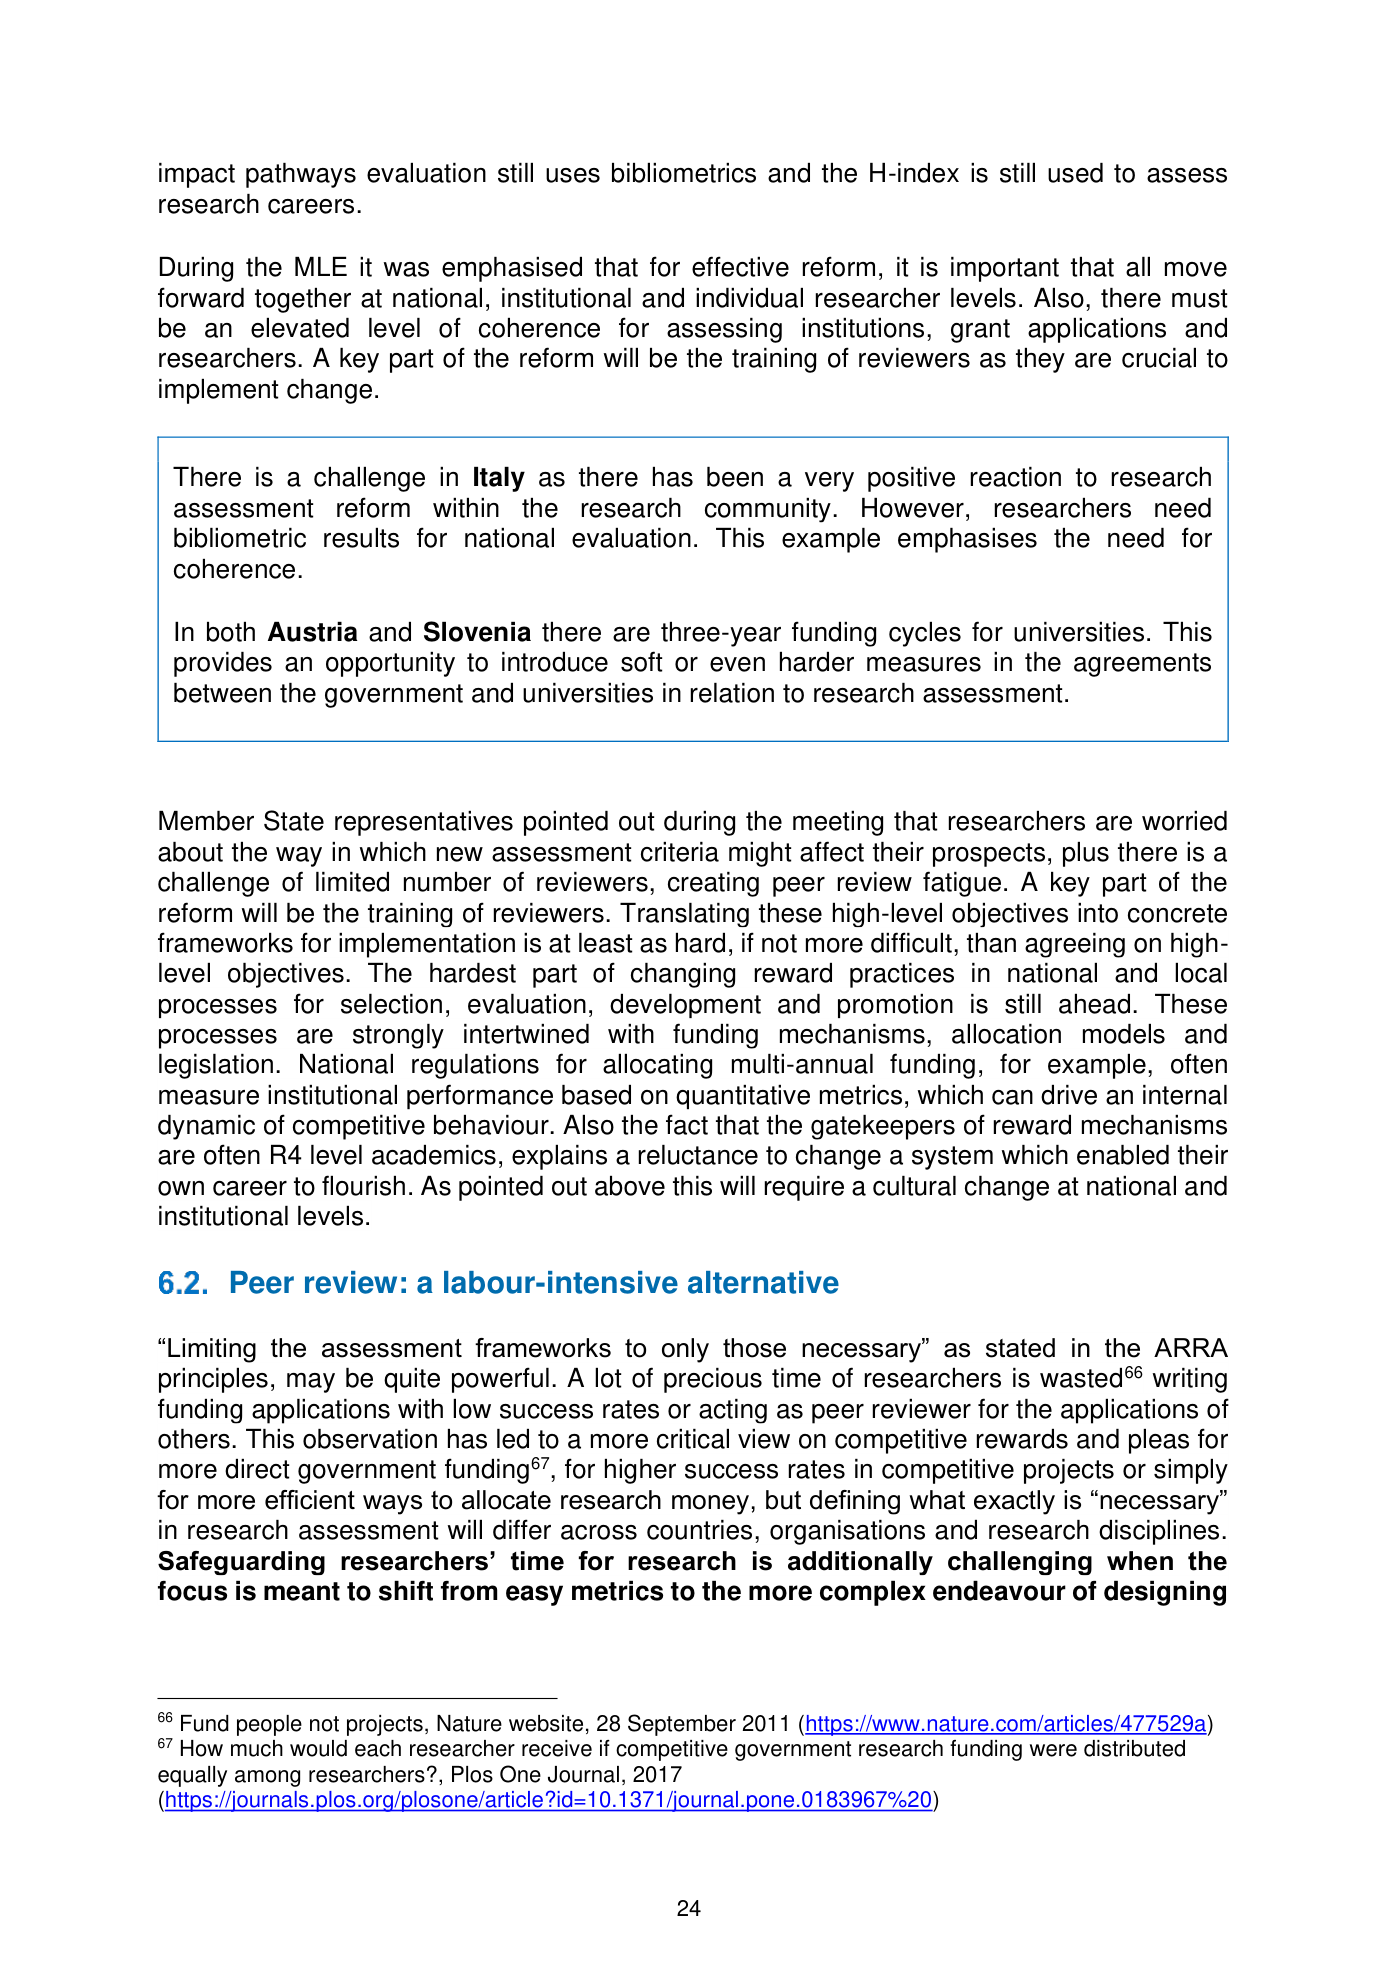 impact pathways evaluation still uses bibliometrics and the H-index is still used to assess
research careers.
During the MLE it was emphasised that for effective reform, it is important that all move
forward together at national, institutional and individual researcher levels. Also, there must
be an elevated level of coherence for assessing institutions, grant applications and
researchers. A key part of the reform will be the training of reviewers as they are crucial to
implement change.
There is a challenge in Italy as there has been a very positive reaction to research
assessment reform within the research community. However, researchers need
bibliometric results for national evaluation. This example emphasises the need for
coherence.
In both Austria and Slovenia there are three-year funding cycles for universities. This
provides an opportunity to introduce soft or even harder measures in the agreements
between the government and universities in relation to research assessment.
Member State representatives pointed out during the meeting that researchers are worried
about the way in which new assessment criteria might affect their prospects, plus there is a
challenge of limited number of reviewers, creating peer review fatigue. A key part of the
reform will be the training of reviewers. Translating these high-level objectives into concrete
frameworks for implementation is at least as hard, if not more difficult, than agreeing on high-
level objectives. The hardest part of changing reward practices in national and local
processes for selection, evaluation, development and promotion is still ahead. These
processes are strongly intertwined with funding mechanisms, allocation models and
legislation. National regulations for allocating multi-annual funding, for example, often
measure institutional performance based on quantitative metrics, which can drive an internal
dynamic of competitive behaviour. Also the fact that the gatekeepers of reward mechanisms
are often R4 level academics, explains a reluctance to change a system which enabled their
own career to flourish. As pointed out above this will require a cultural change at national and
institutional levels.
6.2. Peer review: a labour-intensive alternative
“Limiting the assessment frameworks to only those necessary” as stated in the ARRA
principles, may be quite powerful. A lot of precious time of researchers is wasted66 writing
funding applications with low success rates or acting as peer reviewer for the applications of
others. This observation has led to a more critical view on competitive rewards and pleas for
more direct government funding67, for higher success rates in competitive projects or simply
for more efficient ways to allocate research money, but defining what exactly is “necessary”
in research assessment will differ across countries, organisations and research disciplines.
Safeguarding researchers’ time for research is additionally challenging when the
focus is meant to shift from easy metrics to the more complex endeavour of designing
66 Fund people not projects, Nature website, 28 September 2011 (https://www.nature.com/articles/477529a)
67 How much would each researcher receive if competitive government research funding were distributed
equally among researchers?, Plos One Journal, 2017
(https://journals.plos.org/plosone/article?id=10.1371/journal.pone.0183967%20)
24